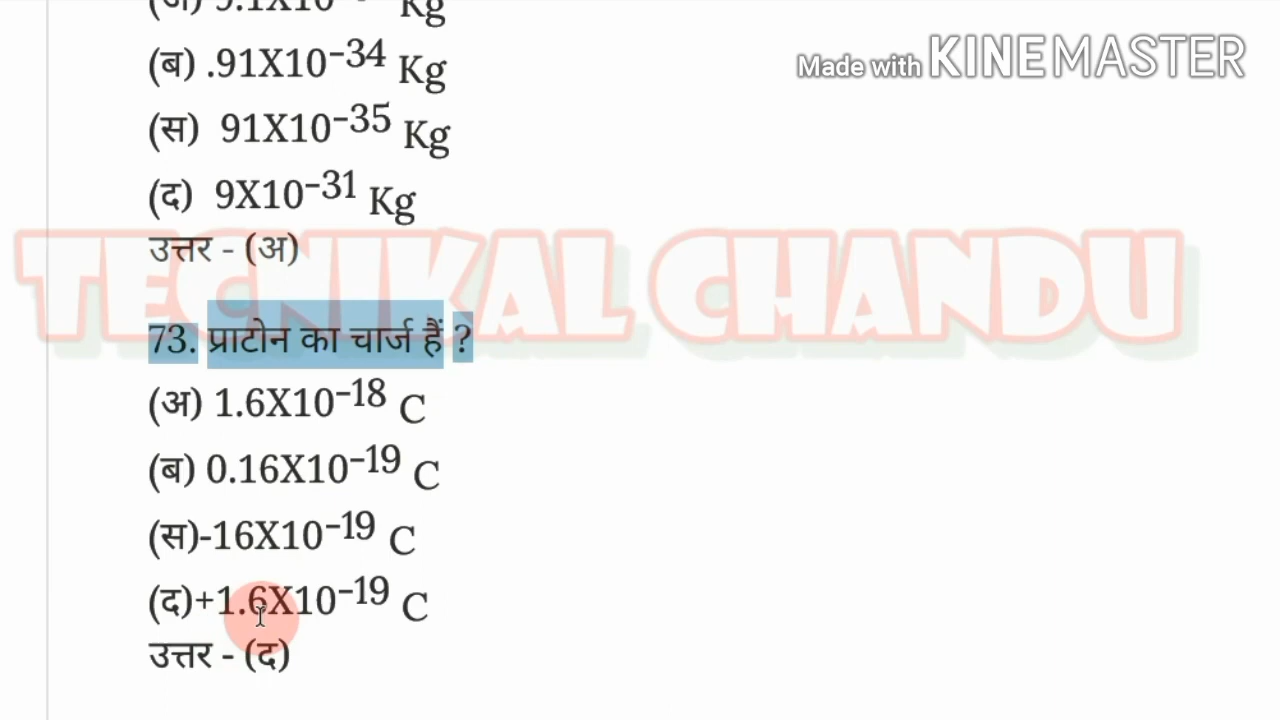 Kg
(ब) .91X10⁻³⁴ Kg
Made with KINEMASTER
(स) 91X10⁻³⁵ Kg
(द) 9X10⁻³¹ Kg
उत्तर - (अ)
TECNIKAL CHANDU
73. प्राटोन का चार्ज हैं ?
(अ) 1.6X10⁻¹⁸ C
(ब) 0.16X10⁻¹⁹ C
(स)-16X10⁻¹⁹ C
(द)+1.6X10⁻¹⁹ C
उत्तर - (द)